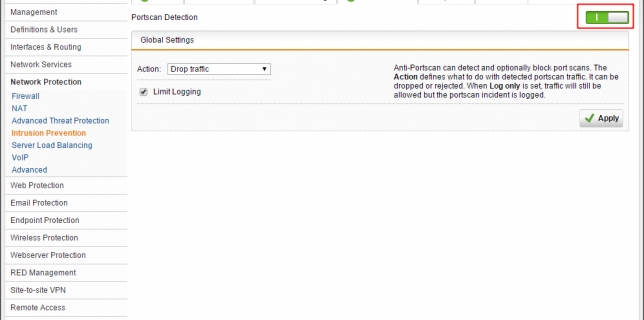 Management
Definitions & Users
Interfaces & Routing
Network Services
Network Protection
Firewall
NAT
Advanced Threat Protection
Intrusion Prevention
Server Load Balancing
VoIP
Advanced
Web Protection
Email Protection
Endpoint Protection
Wireless Protection
Webserver Protection
RED Management
Site-to-site VPN
Remote Access
Portscan Detection
Global Settings
Action: Drop traffic
Limit Logging
Anti-Portscan can detect and optionally block port scans. The
Action defines what to do with detected portscan traffic. It can be
dropped or rejected. When Log only is set, traffic will still be
allowed but the portscan incident is logged.
Apply